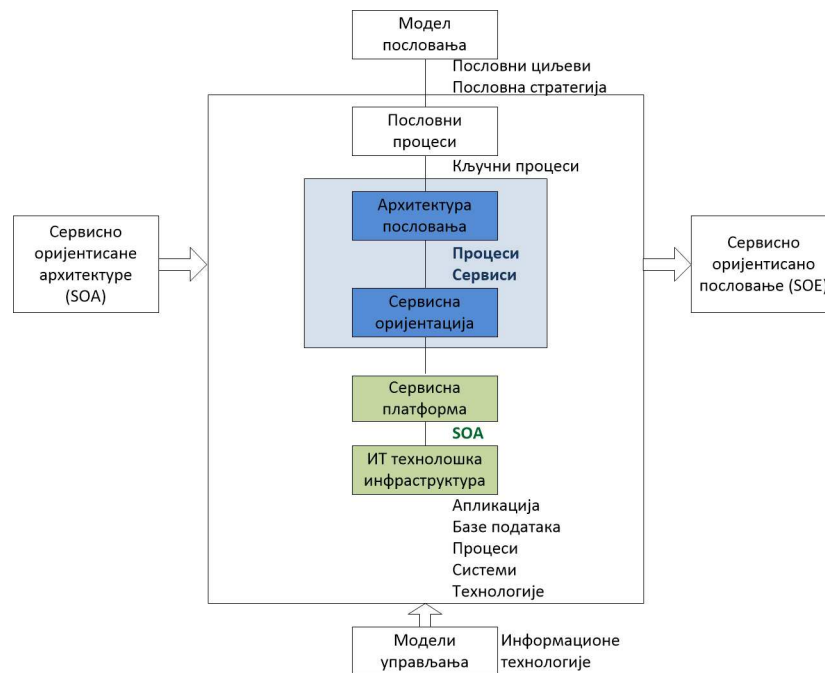 Модел
пословања
Пословни циљеви
Пословна стратегија
Пословни
процеси
Кључни процеси
Архитектура
пословања
Процеси
Сервиси
Сервисна
оријентација
Сервисно
оријентисане
архитектуре
(SOA)
Сервисно
оријентисано
пословање (SOE)
Сервисна
платформа
SOA
ИТ технолошка
инфраструктура
Апликација
Базе података
Процеси
Системи
Технологије
Модели
управљања
Информационе
технологије